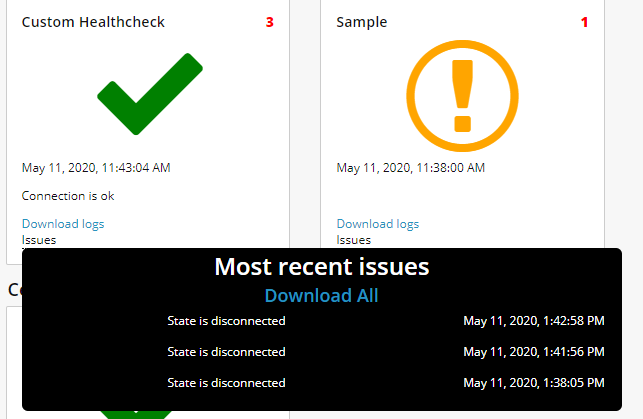 Custom Healthcheck 3
May 11, 2020, 11:43:04 AM
Connection is ok
Download logs
Issues
Sample 1
May 11, 2020, 11:38:00 AM
Download logs
Issues
Most recent issues
Download All
State is disconnected May 11, 2020, 1:42:58 PM
State is disconnected May 11, 2020, 1:41:56 PM
State is disconnected May 11, 2020, 1:38:05 PM